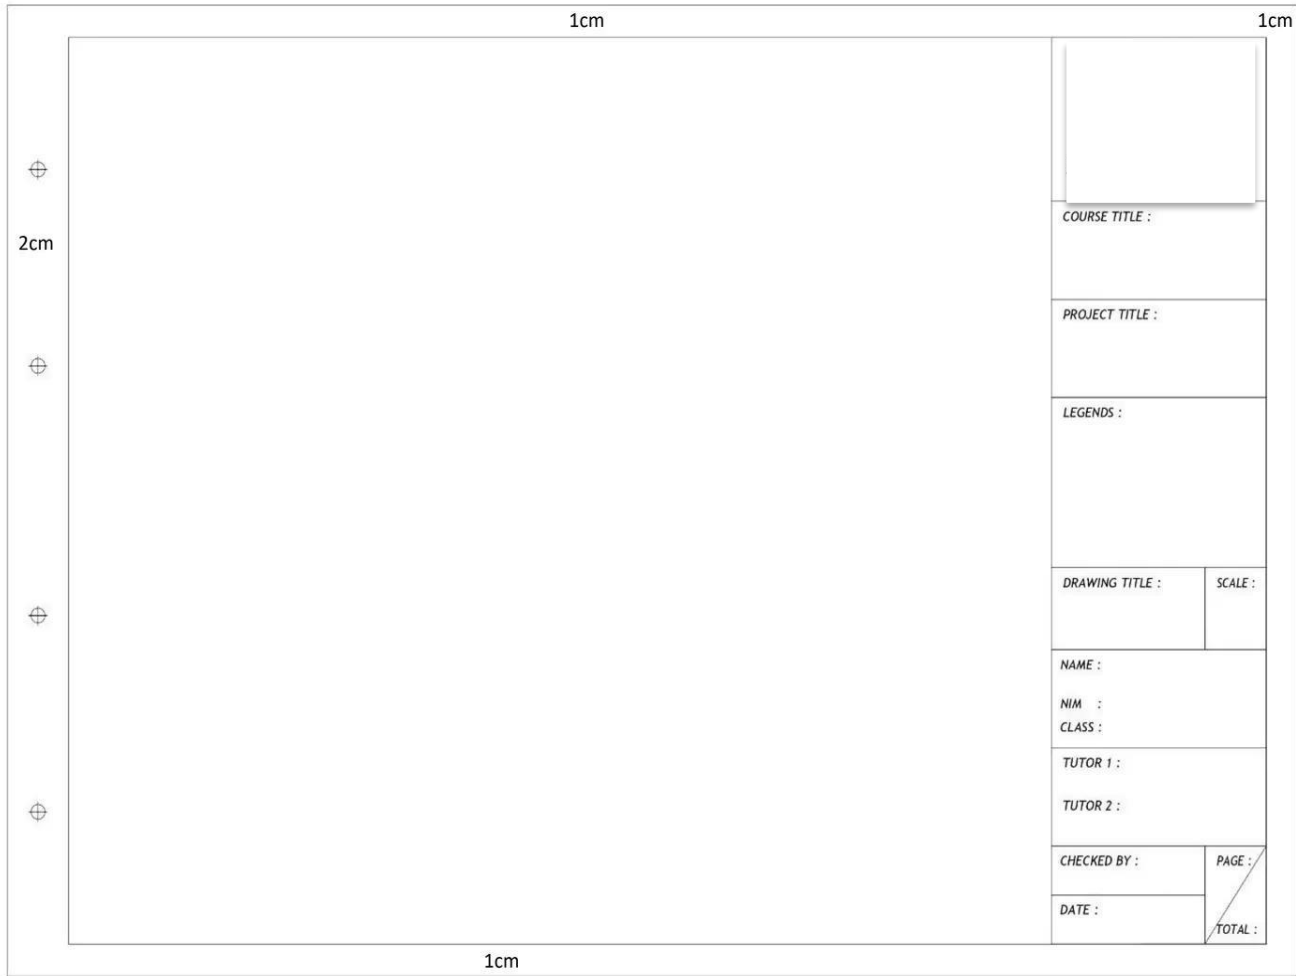 1cm
1cm
2cm
COURSE TITLE :
PROJECT TITLE :
LEGENDS :
DRAWING TITLE :
SCALE :
NAME :
NIM :
CLASS :
TUTOR 1 :
TUTOR 2 :
CHECKED BY :
PAGE :
DATE :
TOTAL :
1cm